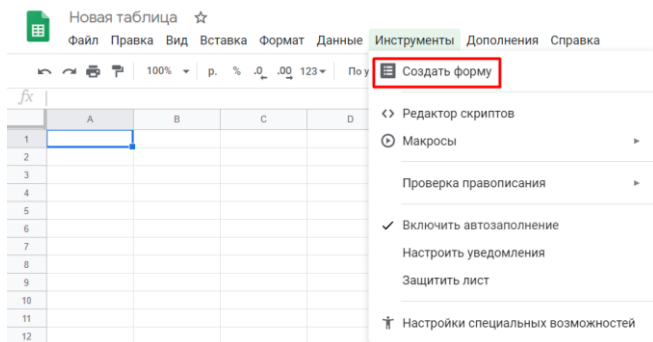 Новая таблица
Файл Правка Вид Вставка Формат Данные Инструменты Дополнения Справка
100% р. % .0 .00 123 По у
Создать форму
fx
Редактор скриптов
A B C D
Макросы
1
2
3
Проверка правописания
4
5
6
Включить автозаполнение
7
Настроить уведомления
8
9
Защитить лист
10
11
Настройки специальных возможностей
12